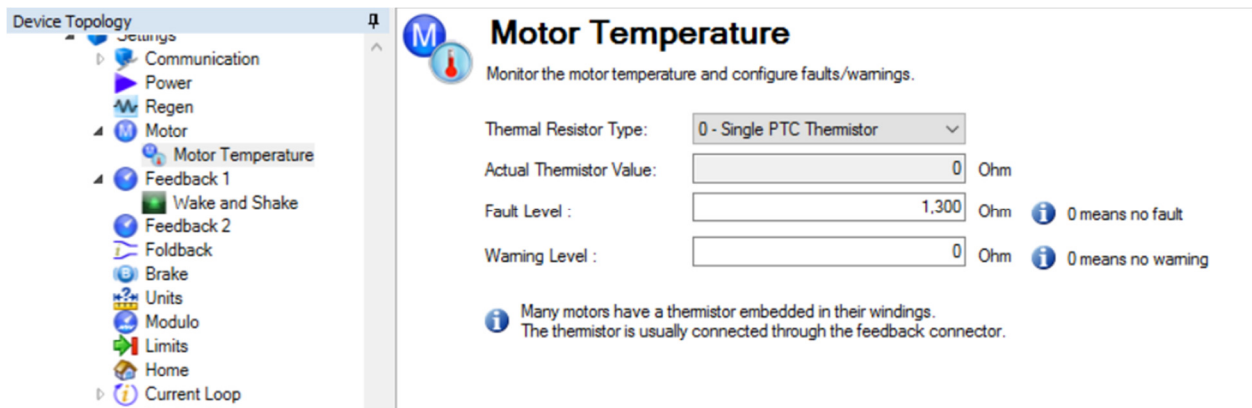 Device Topology
Settings
Communication
Power
Regen
M Motor
Motor Temperature
Feedback 1
Wake and Shake
Feedback 2
Foldback
B Brake
Units
Modulo
Limits
Home
Current Loop
M
Motor Temperature
Monitor the motor temperature and configure faults/warnings.
Thermal Resistor Type: 0 - Single PTC Thermistor
Actual Thermistor Value: 0 Ohm
Fault Level : 1,300 Ohm 0 means no fault
Warning Level : 0 Ohm 0 means no warning
Many motors have a thermistor embedded in their windings.
The thermistor is usually connected through the feedback connector.